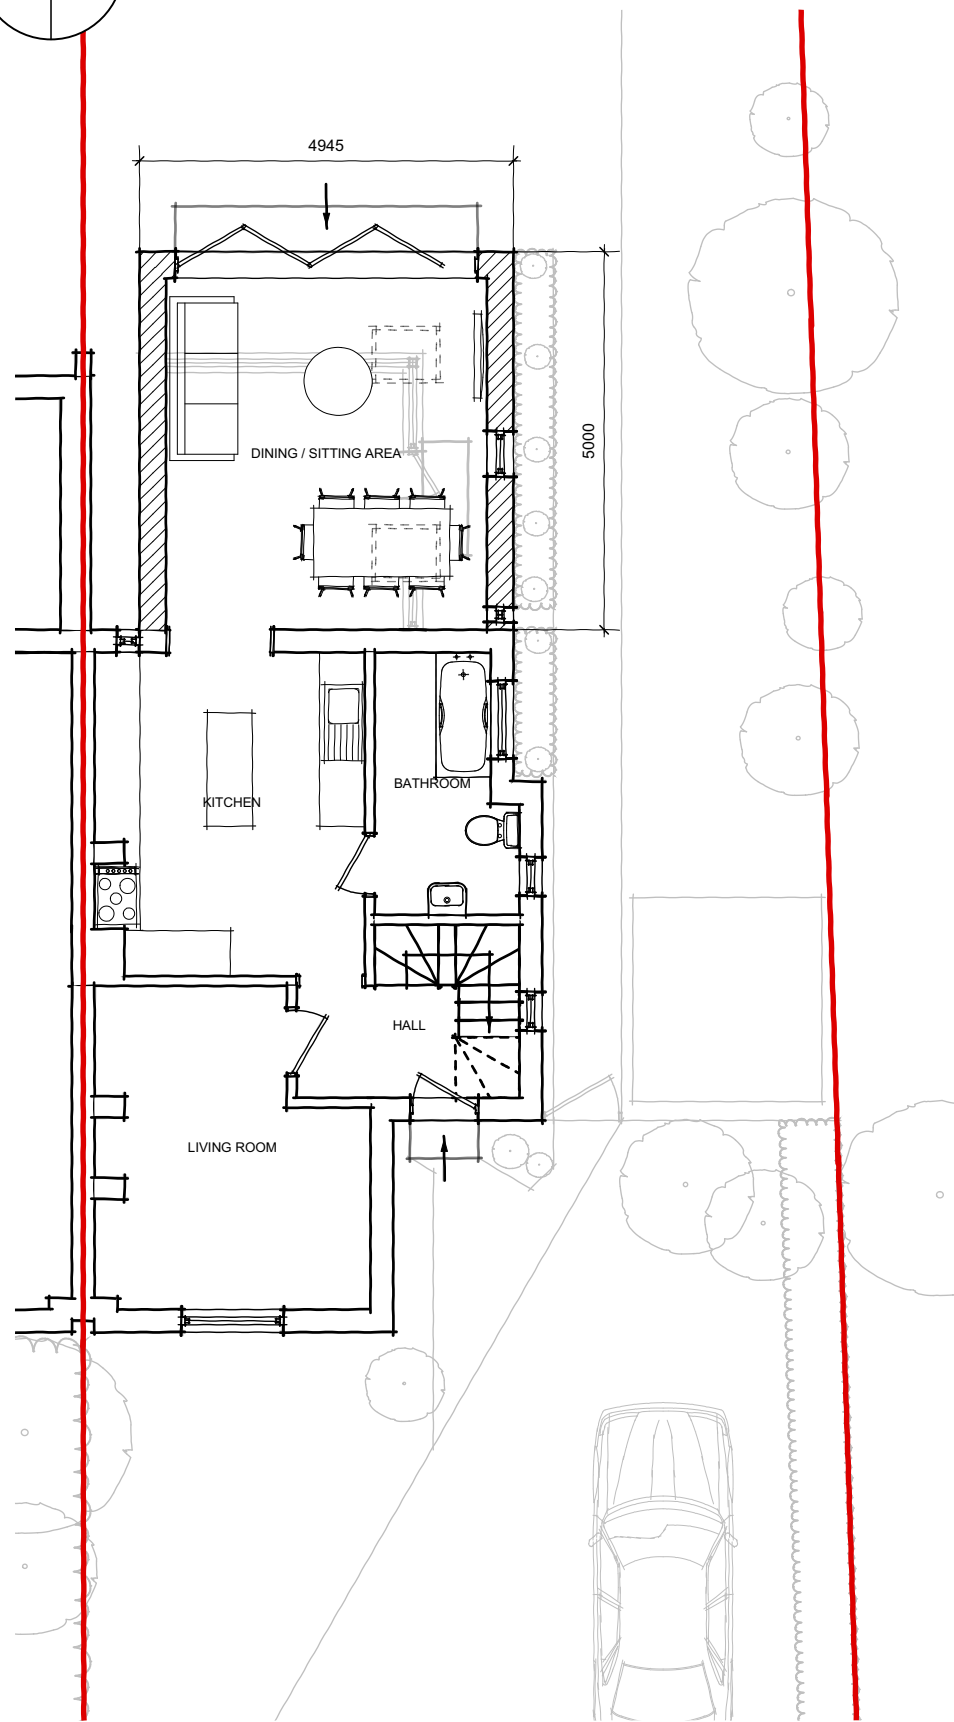 4945
5000
DINING / SITTING AREA
KITCHEN
BATHROOM
HALL
LIVING ROOM